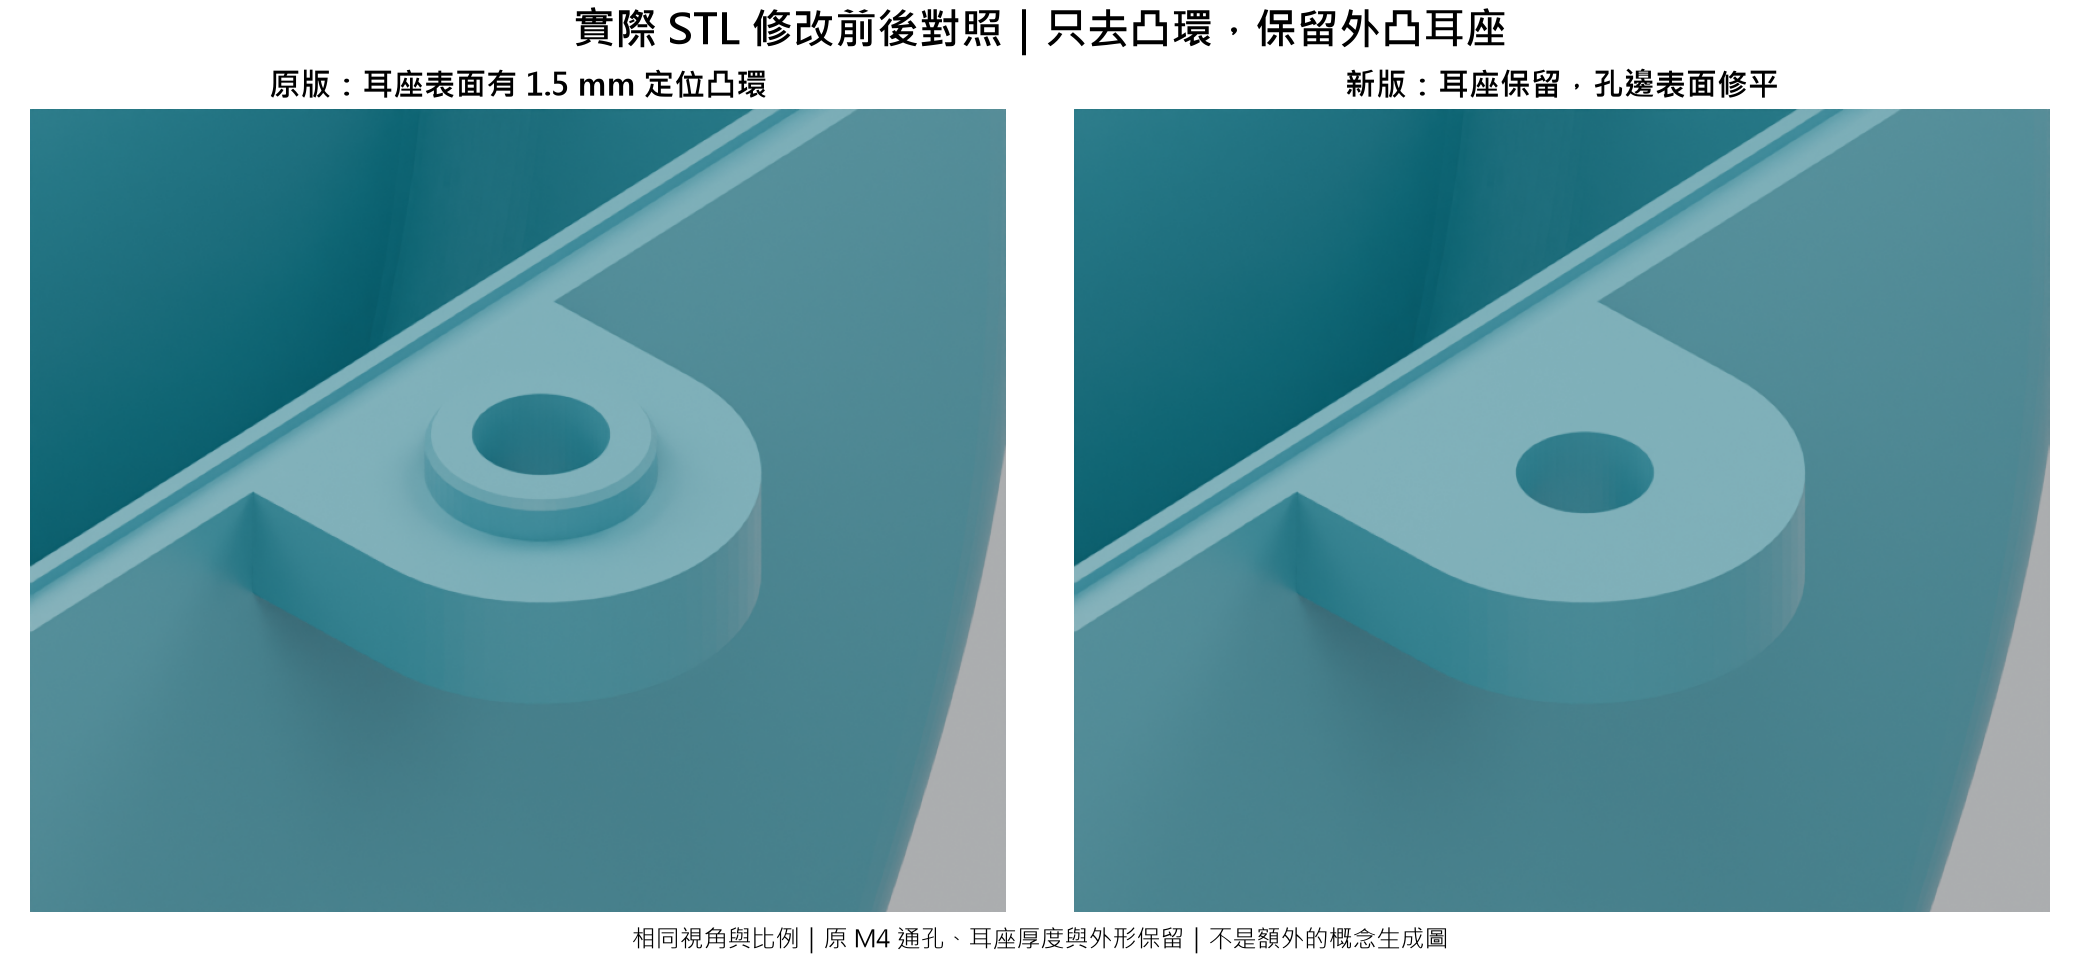 實際 STL 修改前後對照 | 只去凸環，保留外凸耳座
原版：耳座表面有 1.5 mm 定位凸環
新版：耳座保留，孔邊表面修平
相同視角與比例 | 原 M4 通孔、耳座厚度與外形保留 | 不是額外的概念生成圖